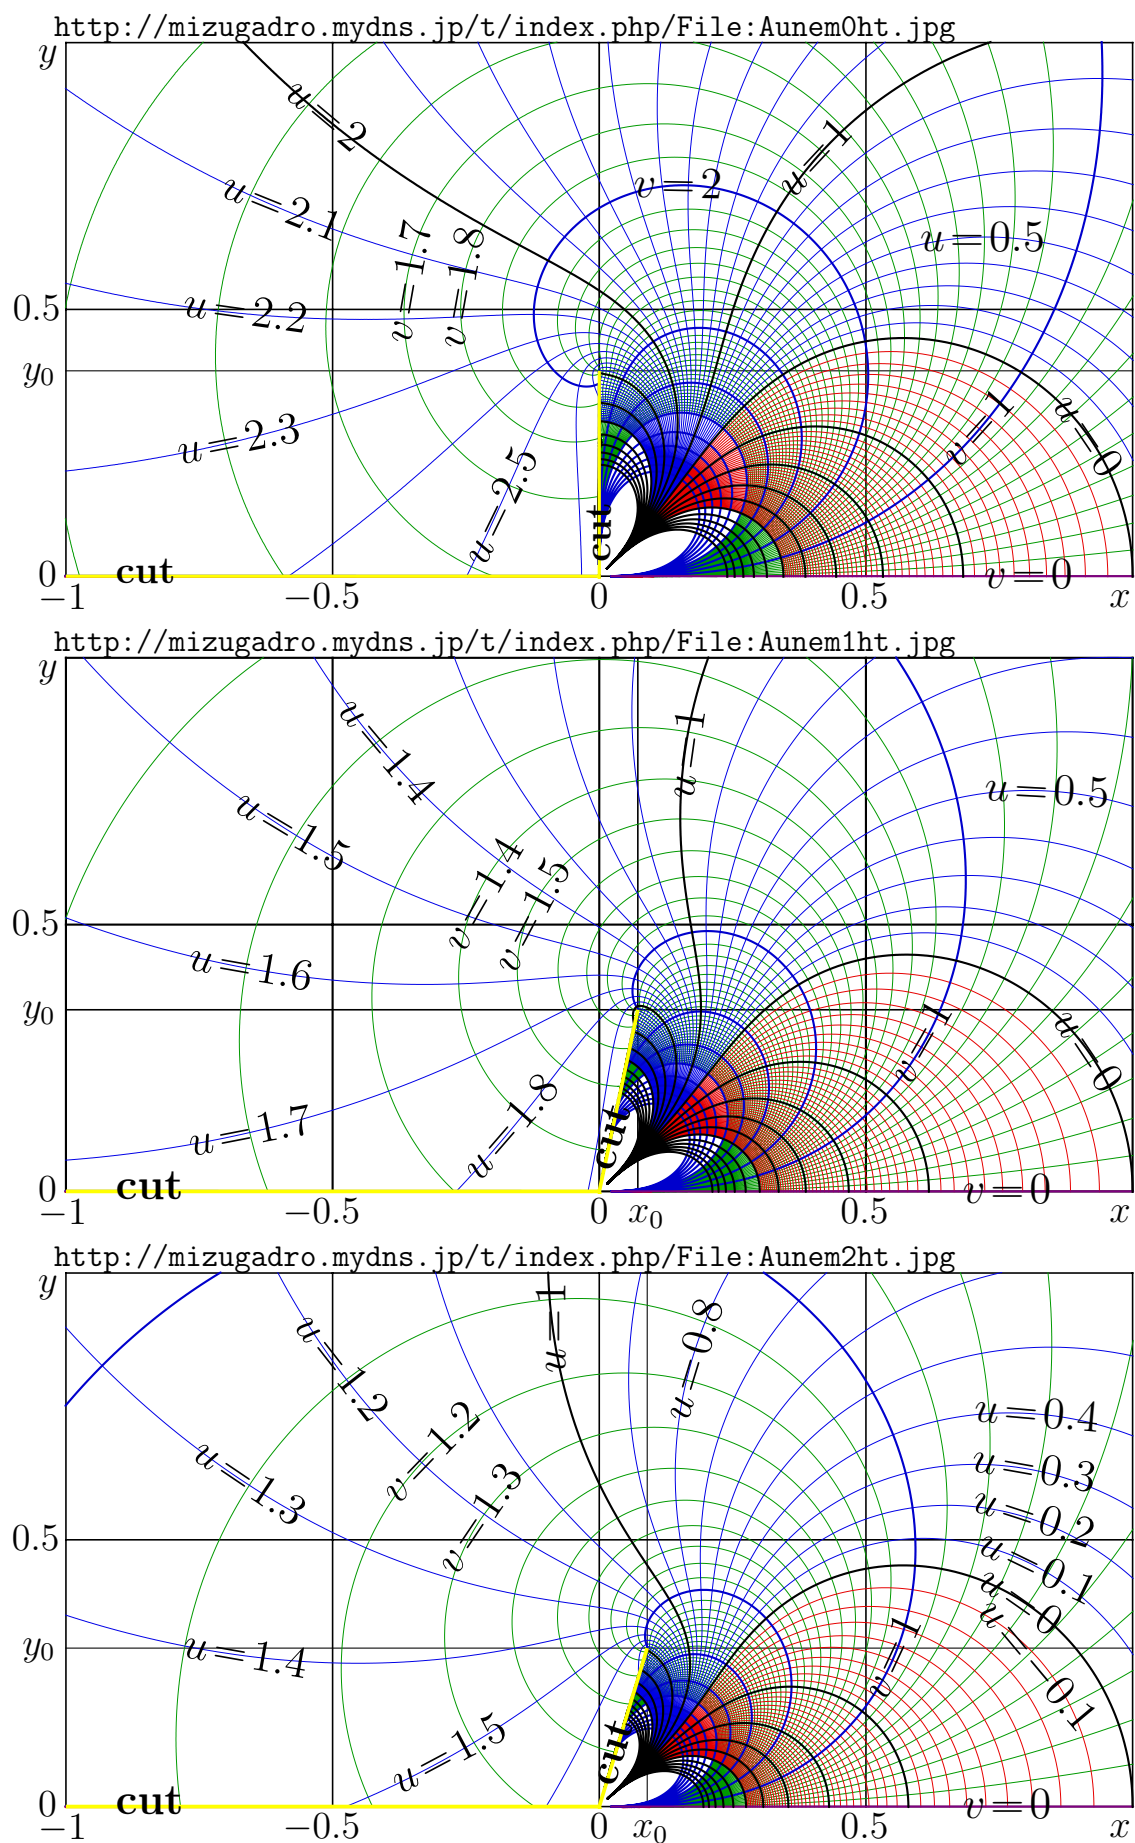 http://mizugadro.mydns.jp/t/index.php/File:Aunem0ht.jpg
y
u=2
u=1
v=2
u=2.1
v=1.7
v=1.8
u=0.5
0.5
u=2.2
y0
u=2.3
u=2.5
v=1
u=0
cut
0
cut
v=0
−1
−0.5
0
0.5
x
http://mizugadro.mydns.jp/t/index.php/File:Aunem1ht.jpg
y
u=1.4
u=1
u=0.5
u=1.5
v=1.4
v=1.5
0.5
u=1.6
y0
v=1
u=0
u=1.7
u=1.8
cut
0
cut
v=0
−1
−0.5
0
x0
0.5
x
http://mizugadro.mydns.jp/t/index.php/File:Aunem2ht.jpg
y
u=1
u=0.8
u=1.2
v=1.2
u=0.4
u=1.3
v=1.3
u=0.3
u=0.2
0.5
u=0.1
u=0
y0
u=1.4
v=1
u=−0.1
u=1.5
cut
0
cut
v=0
−1
−0.5
0
x0
0.5
x